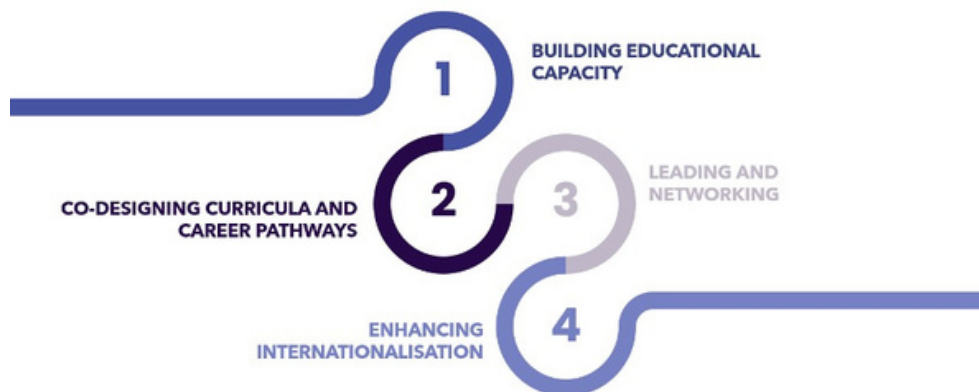 1
BUILDING EDUCATIONAL
CAPACITY
2
CO-DESIGNING CURRICULA AND
CAREER PATHWAYS
3
LEADING AND
NETWORKING
4
ENHANCING
INTERNATIONALISATION